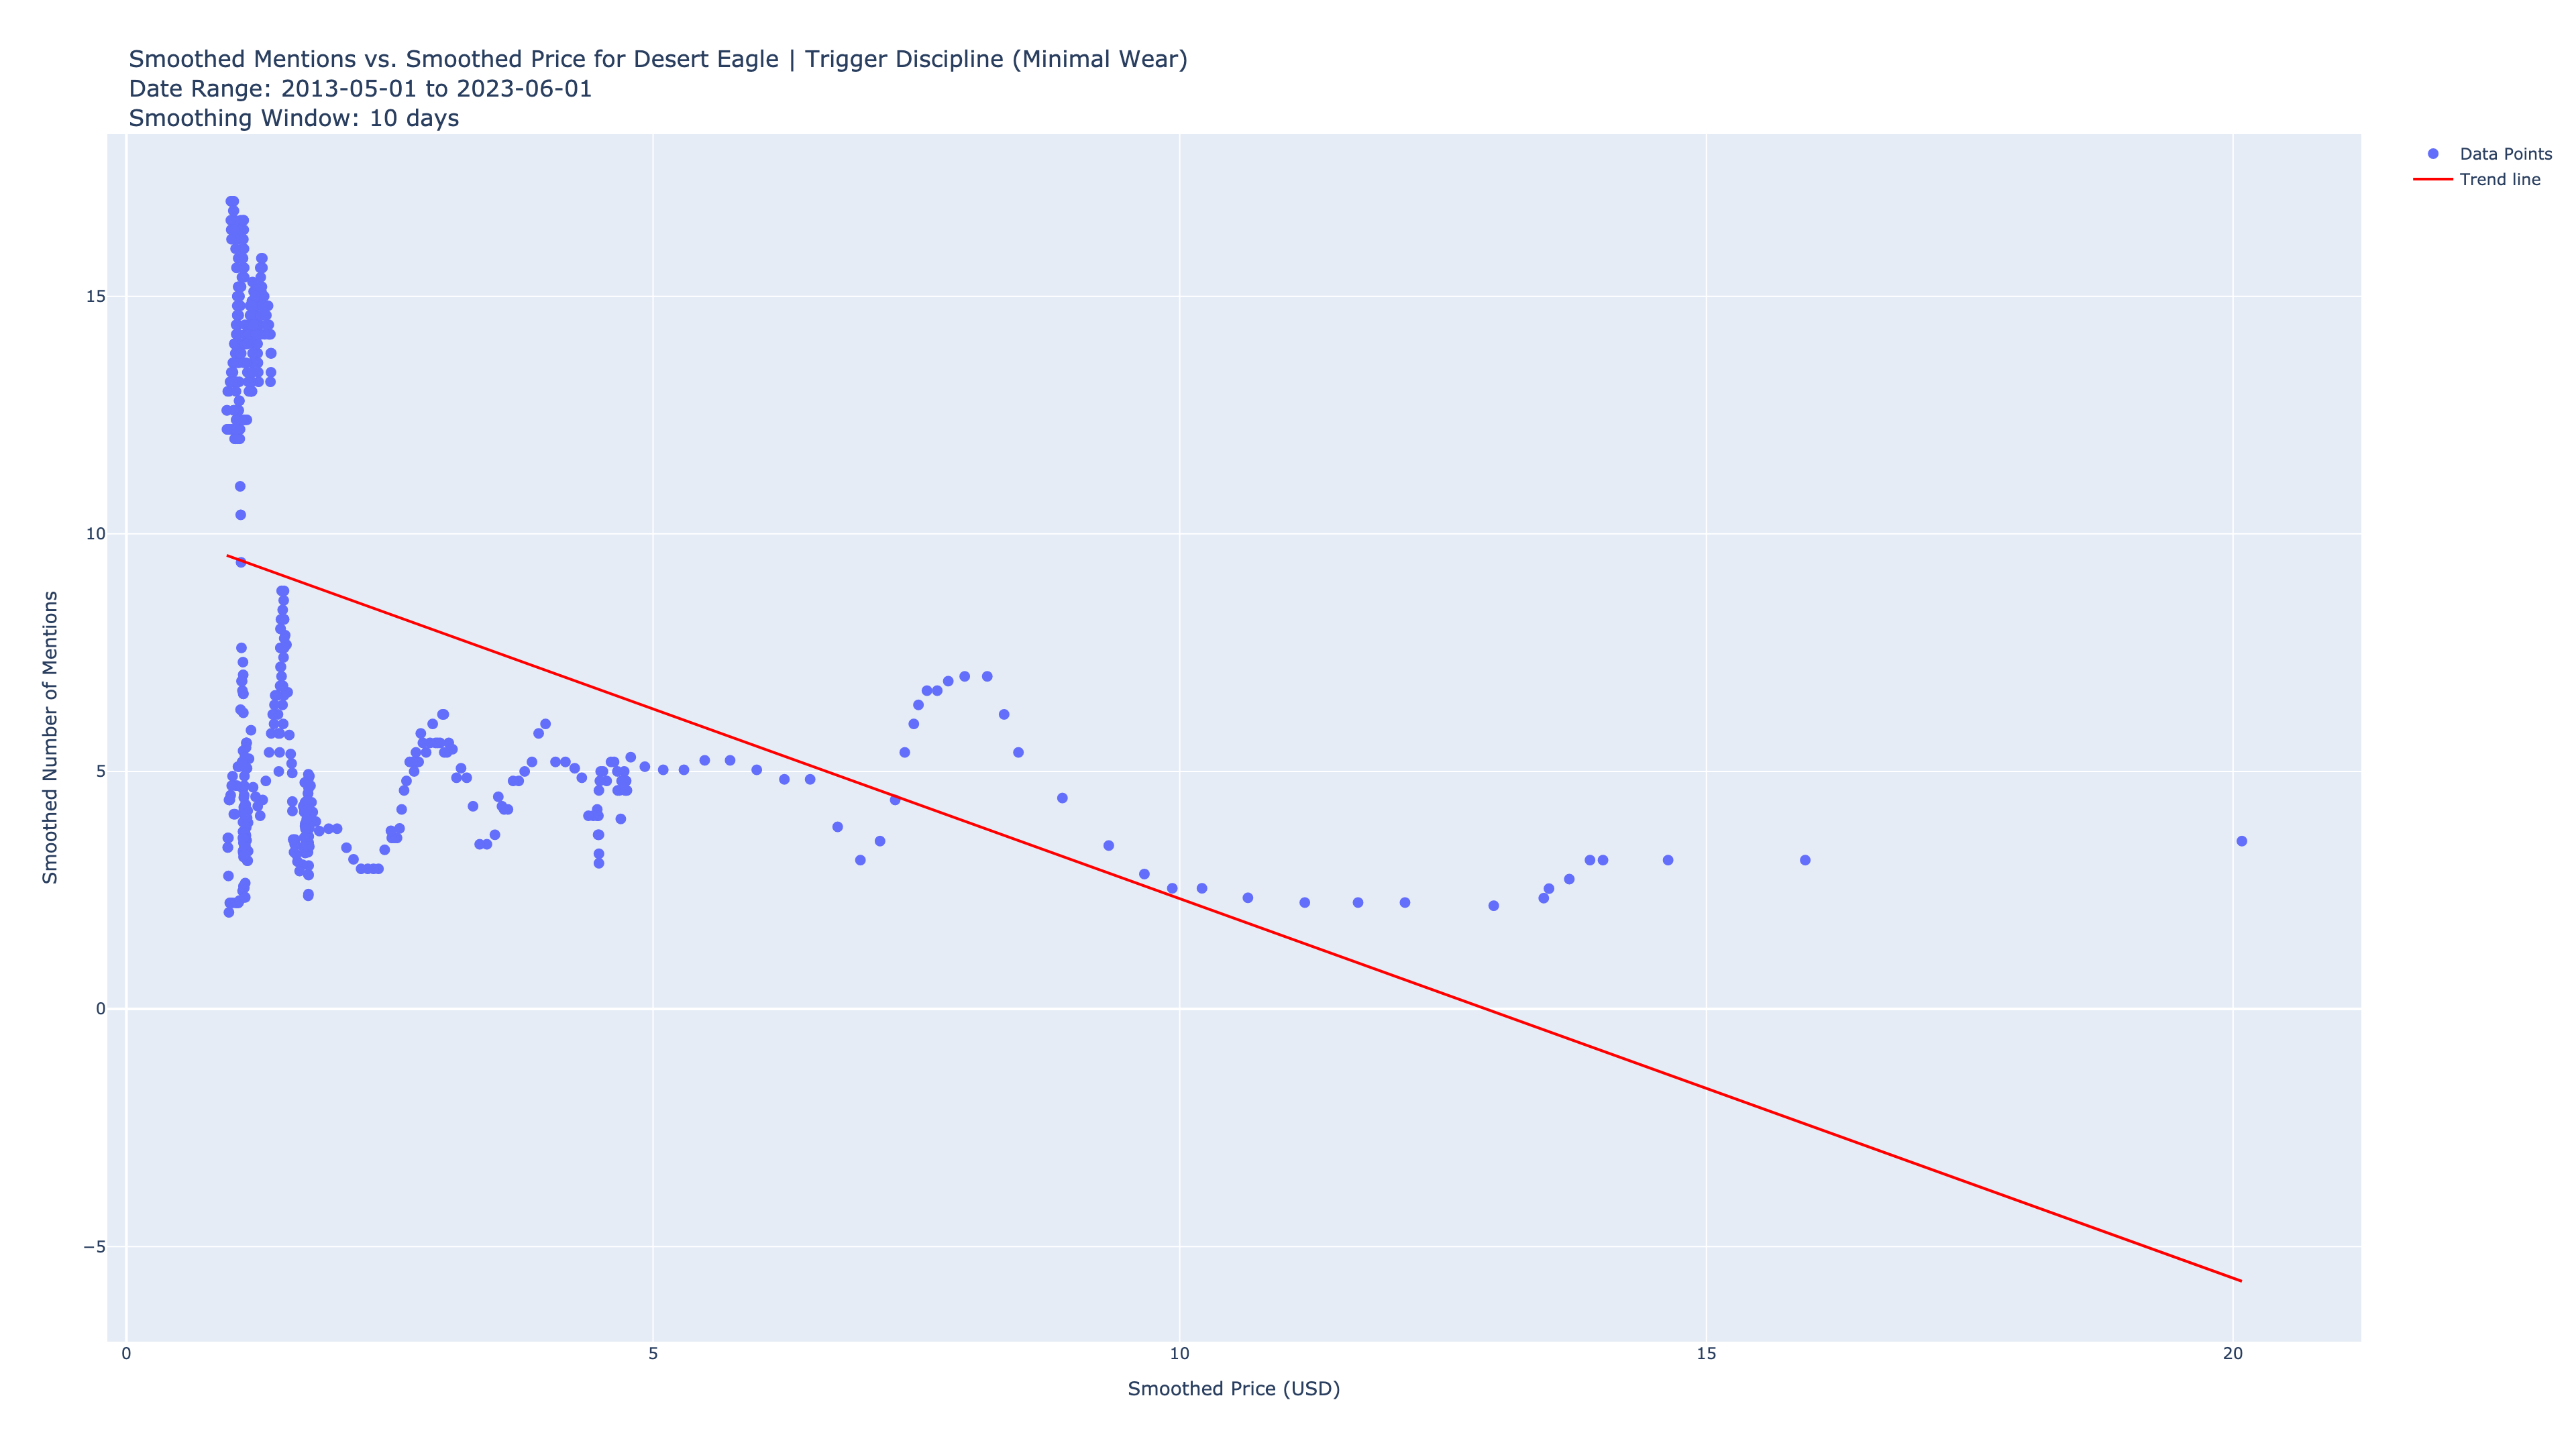 Smoothed Mentions vs. Smoothed Price for Desert Eagle | Trigger Discipline (Minimal Wear)
Date Range: 2013-05-01 to 2023-06-01
Smoothing Window: 10 days
Data Points
Trend line
15
10
5
0
−5
Smoothed Number of Mentions
0
5
10
15
20
Smoothed Price (USD)